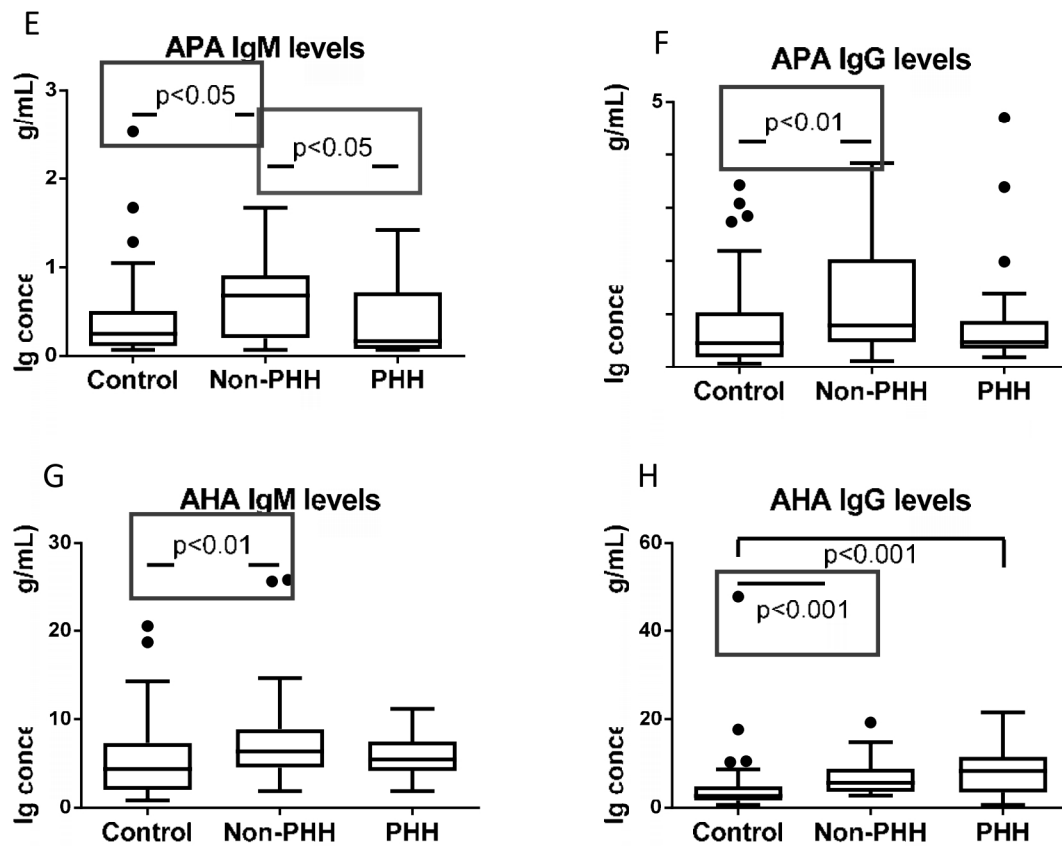 E
APA IgM levels
g/mL)
Ig conce
3
2
1
0
p<0.05
p<0.05
Control Non-PHH PHH
F
APA IgG levels
g/mL)
Ig conce
5
p<0.01
Control Non-PHH PHH
G
AHA IgM levels
g/mL)
Ig conce
30
20
10
0
p<0.01
Control Non-PHH PHH
H
AHA IgG levels
g/mL)
Ig conce
60
40
20
0
p<0.001
p<0.001
Control Non-PHH PHH